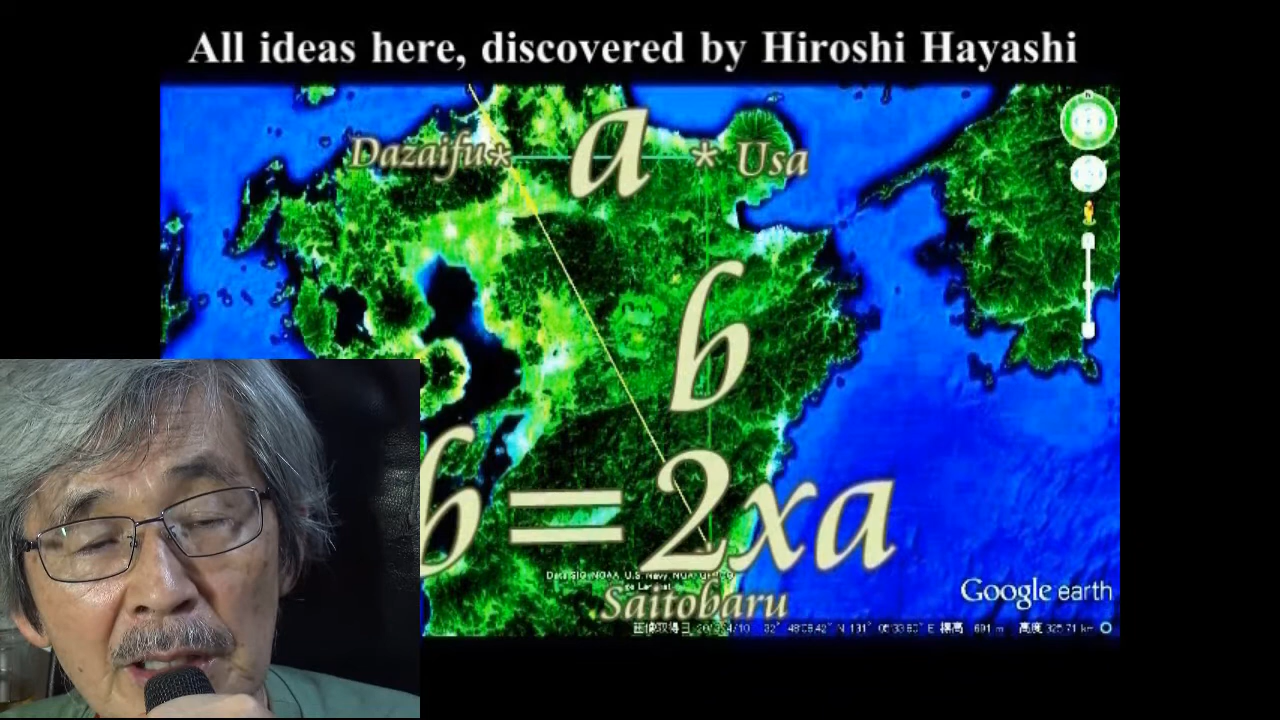 All ideas here, discovered by Hiroshi Hayashi
Dazaifu* a * Usa
b
b=2xa
Google earth
Saitobaru